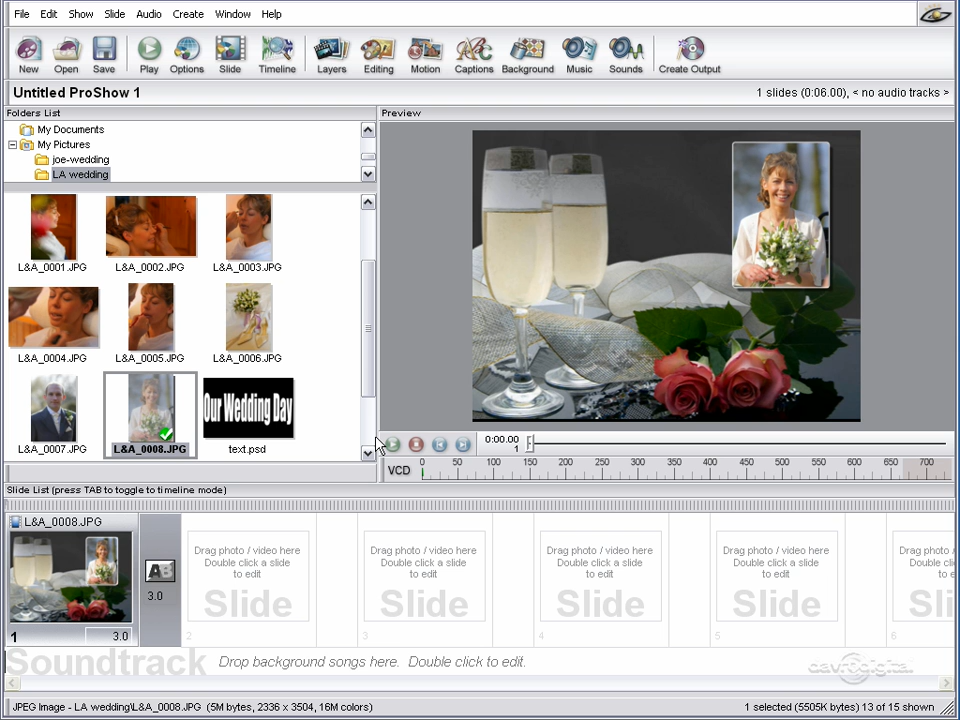 File Edit Show Slide Audio Create Window Help
New Open Save Play Options Slide Timeline Layers Editing Motion Captions Background Music Sounds Create Output
Untitled ProShow 1
1 slides (0:06.00), < no audio tracks >
Folders List
Preview
My Documents
My Pictures
joe-wedding
LA wedding
L&A_0001.JPG L&A_0002.JPG L&A_0003.JPG
L&A_0004.JPG L&A_0005.JPG L&A_0006.JPG
Our Wedding Day
L&A_0007.JPG L&A_0008.JPG text.psd
0:00.00
1
VCD 0 50 100 150 200 250 300 350 400 450 500 550 600 650 700
Slide List (press TAB to toggle to timeline mode)
L&A_0008.JPG
AB
3.0
1 3.0
Drag photo / video here
Double click a slide
to edit
Slide
2
Drag photo / video here
Double click a slide
to edit
Slide
3
Drag photo / video here
Double click a slide
to edit
Slide
4
Drag photo / video here
Double click a slide
to edit
Slide
5
Drag photo / v
Double cli
to e
Sli
6
Soundtrack Drop background songs here. Double click to edit.
davrodigital
JPEG Image - LA wedding\L&A_0008.JPG (5M bytes, 2336 x 3504, 16M colors)
1 selected (5505K bytes) 13 of 15 shown